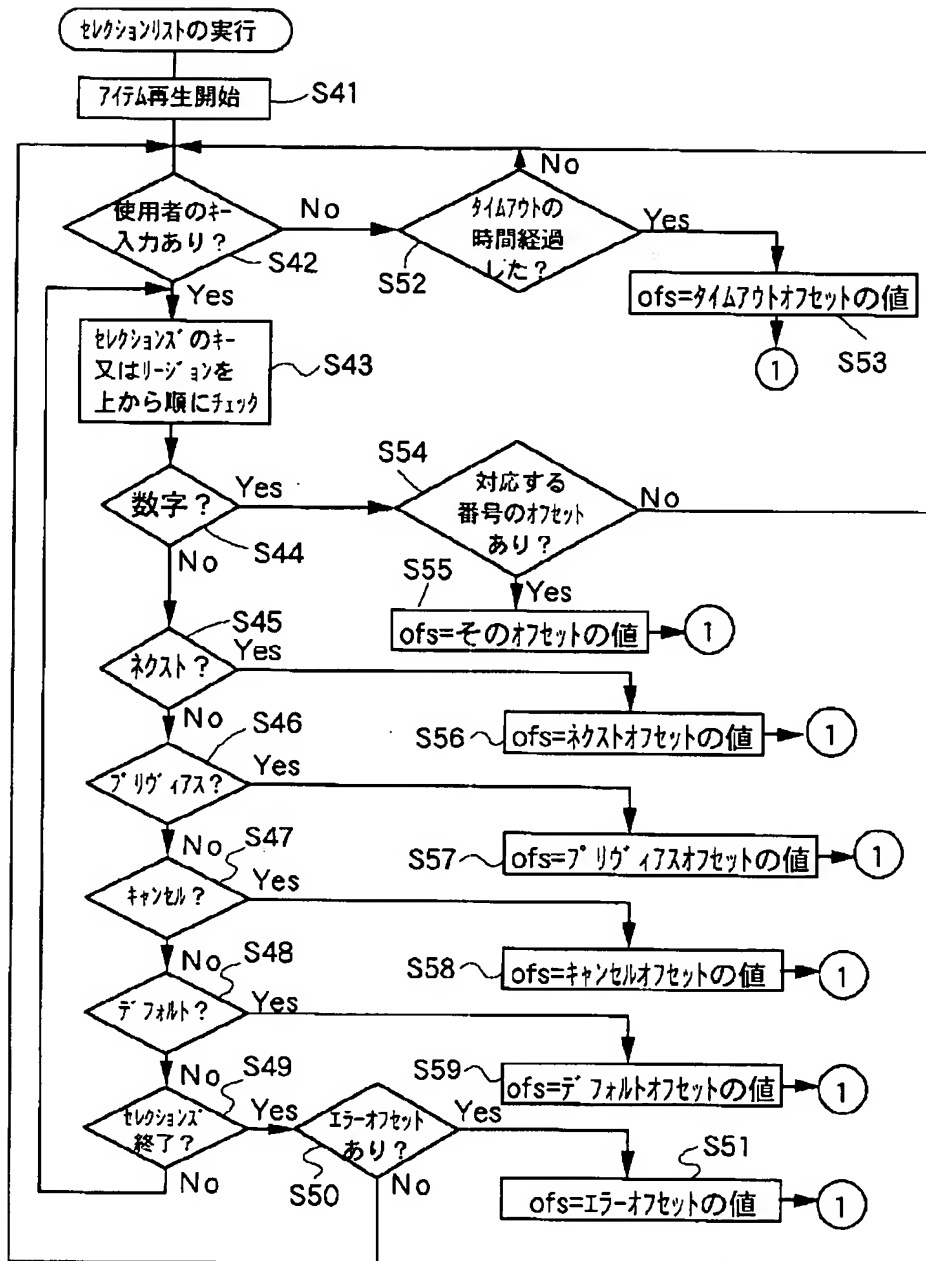 セレクションリストの実行
アイテム再生開始
S41
使用者のキー
入力あり?
S42
No
Yes
タイムアウトの
時間経過
した?
S52
No
Yes
ofs=タイムアウトオフセットの値
S53
1
セレクションズのキー
又はリージョンを
上から順にチェック
S43
数字?
S44
Yes
No
S54
対応する
番号のオフセット
あり?
No
Yes
S55
ofs=そのオフセットの値
1
S45
ネクスト?
Yes
No
S56
ofs=ネクストオフセットの値
1
S46
プリヴィアス?
Yes
No
S57
ofs=プリヴィアスオフセットの値
1
S47
キャンセル?
Yes
No
S58
ofs=キャンセルオフセットの値
1
S48
デフォルト?
Yes
No
S59
ofs=デフォルトオフセットの値
1
S49
セレクションズ
終了?
Yes
No
エラーオフセット
あり?
S50
Yes
No
S51
ofs=エラーオフセットの値
1